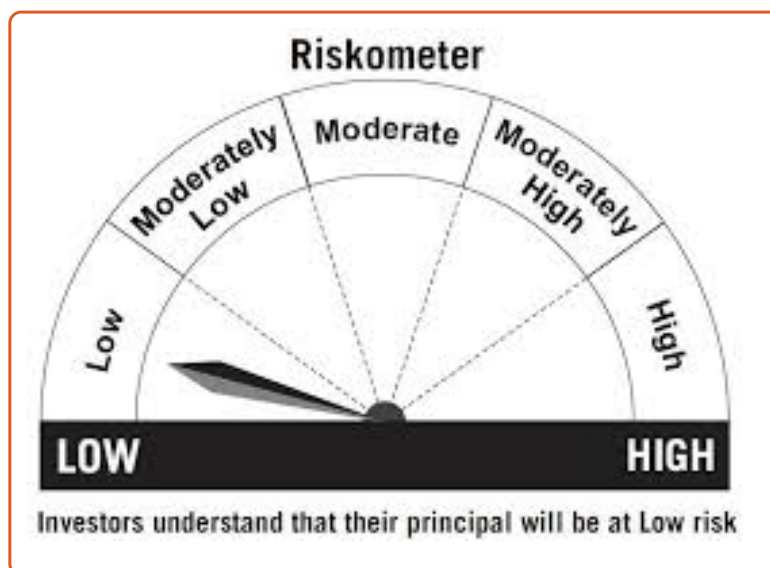 Riskometer
Low
Moderately
Low
Moderate
Moderately
High
High
LOW
HIGH
Investors understand that their principal will be at Low risk